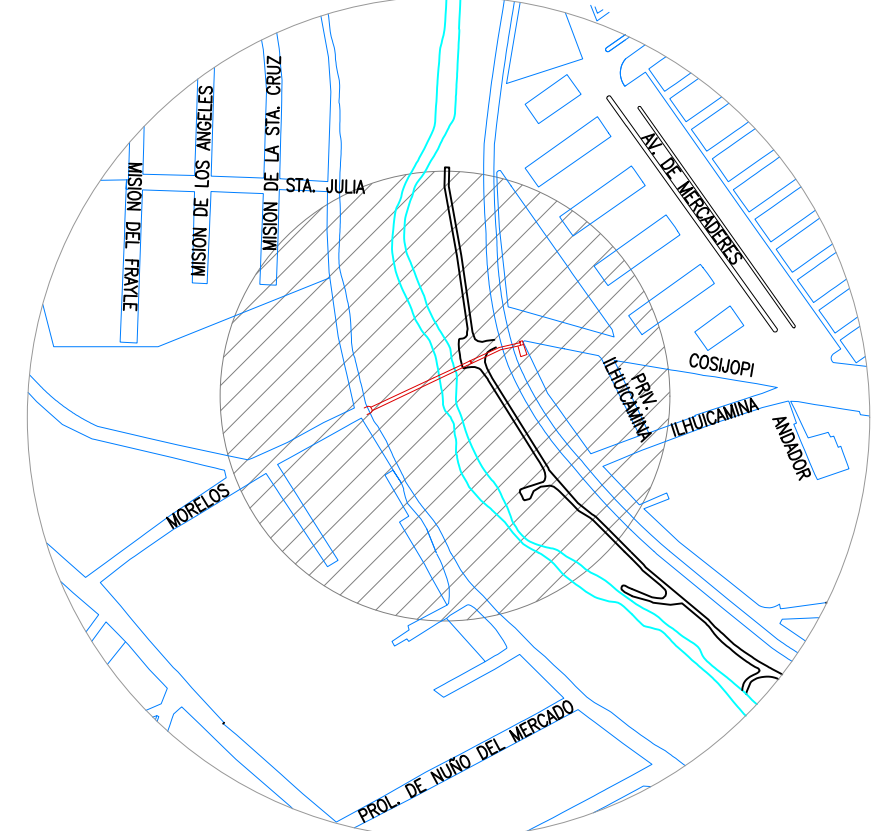 MISION DEL FRAYLE
MISION DE LOS ANGELES
MISION DE LA STA. CRUZ
STA. JULIA
AV. DE MERCADERES
COSIJOPI
PRIV.
ILHUICAMINA
ILHUICAMINA
ANDADOR
MORELOS
PROL. DE NUÑO DEL MERCADO